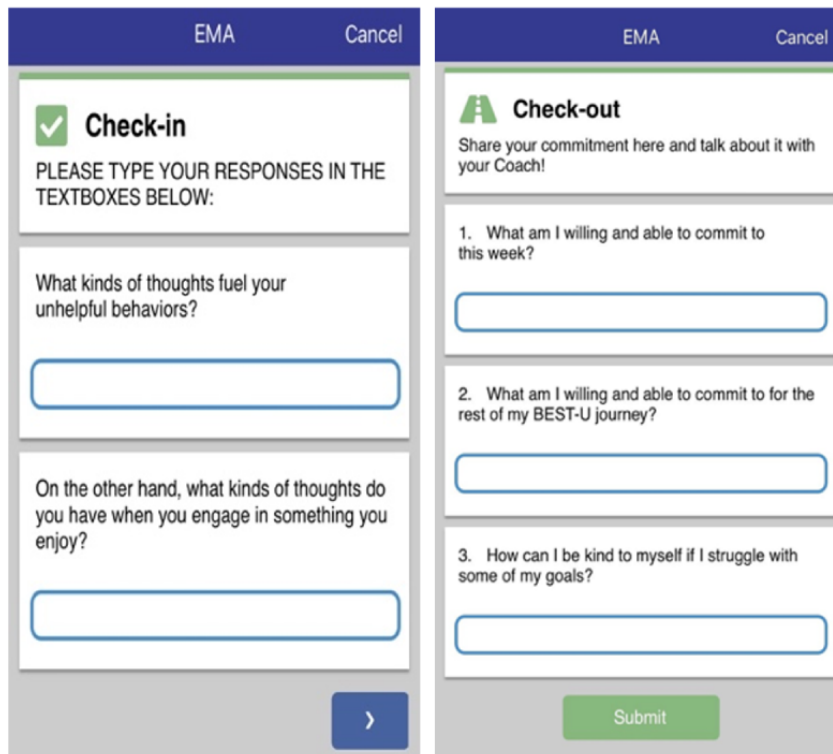 EMA Cancel
Check-in
PLEASE TYPE YOUR RESPONSES IN THE
TEXTBOXES BELOW:
What kinds of thoughts fuel your
unhelpful behaviors?
On the other hand, what kinds of thoughts do
you have when you engage in something you
enjoy?
EMA Cancel
Check-out
Share your commitment here and talk about it with
your Coach!
1. What am I willing and able to commit to
this week?
2. What am I willing and able to commit to for the
rest of my BEST-U journey?
3. How can I be kind to myself if I struggle with
some of my goals?
Submit